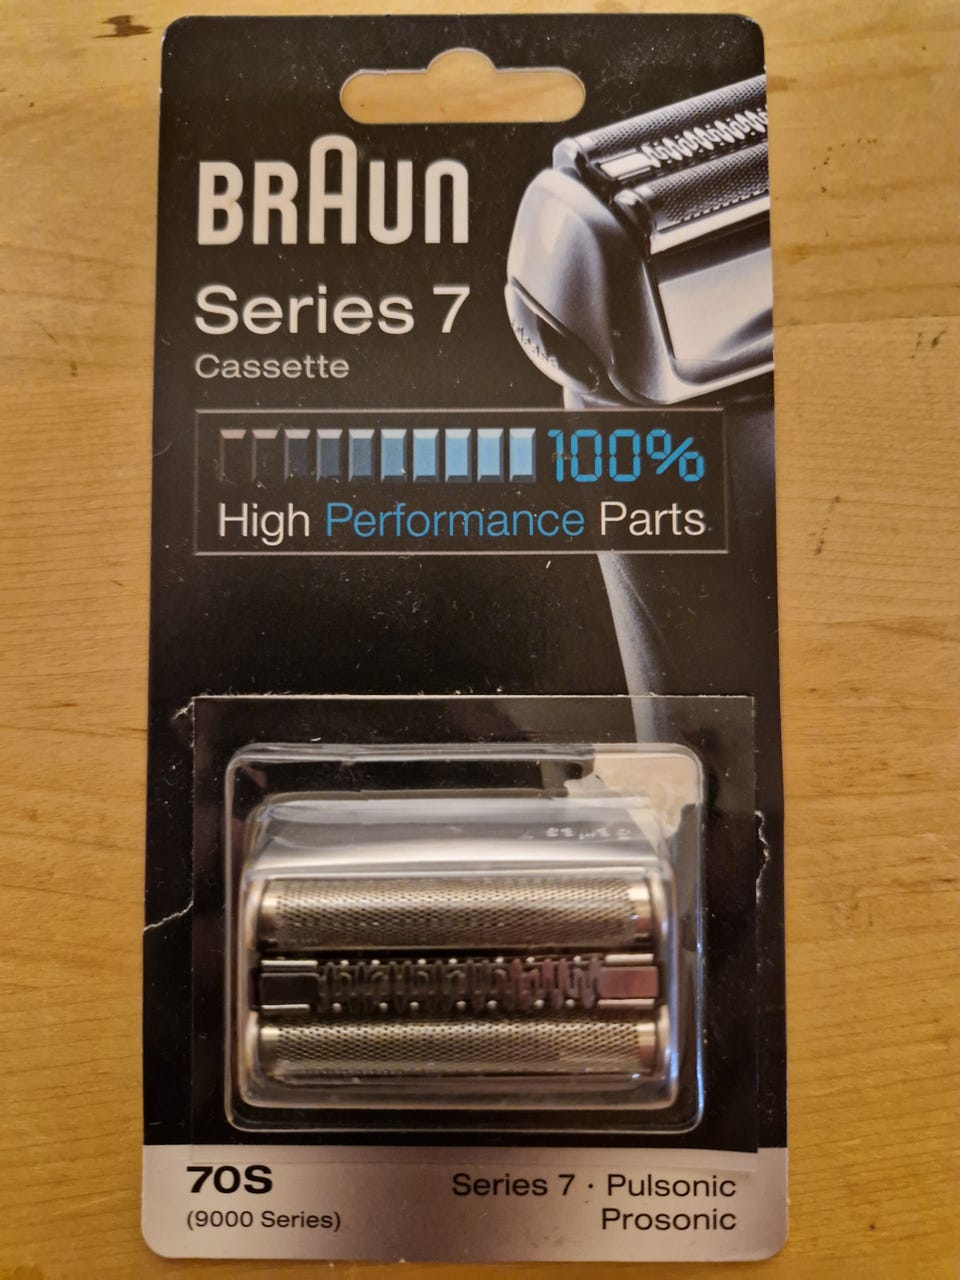 BRAUN
Series 7
Cassette
100%
High Performance Parts
70S
(9000 Series)
Series 7 · Pulsonic
Prosonic